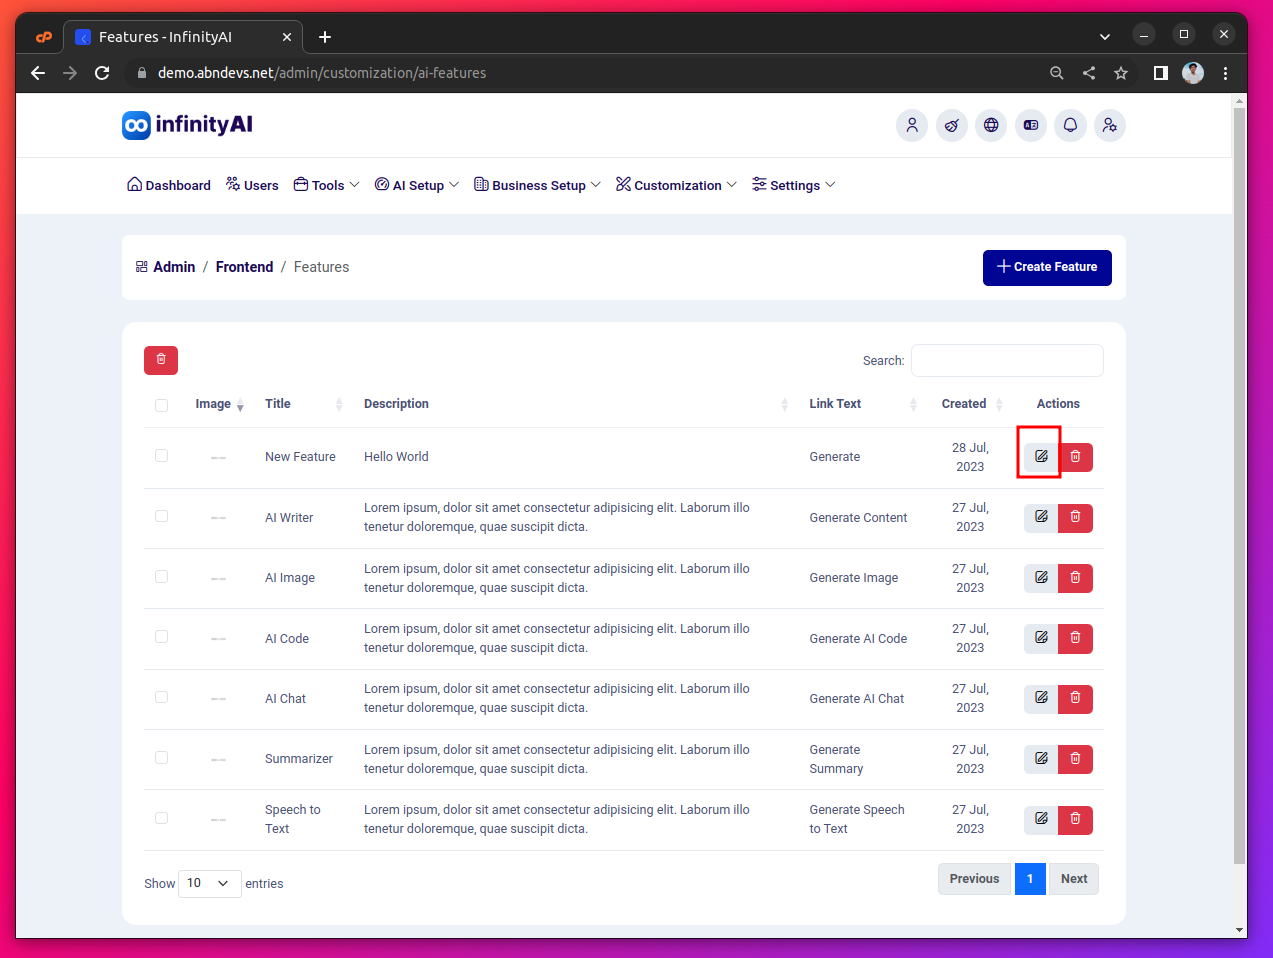 Features - InfinityAI
demo.abndevs.net/admin/customization/ai-features
infinityAI
Dashboard Users Tools AI Setup Business Setup Customization Settings
Admin / Frontend / Features
Create Feature
Search:
Image Title Description Link Text Created Actions
New Feature Hello World Generate 28 Jul,
2023
AI Writer Lorem ipsum, dolor sit amet consectetur adipisicing elit. Laborum illo
tenetur doloremque, quae suscipit dicta. Generate Content 27 Jul,
2023
AI Image Lorem ipsum, dolor sit amet consectetur adipisicing elit. Laborum illo
tenetur doloremque, quae suscipit dicta. Generate Image 27 Jul,
2023
AI Code Lorem ipsum, dolor sit amet consectetur adipisicing elit. Laborum illo
tenetur doloremque, quae suscipit dicta. Generate AI Code 27 Jul,
2023
AI Chat Lorem ipsum, dolor sit amet consectetur adipisicing elit. Laborum illo
tenetur doloremque, quae suscipit dicta. Generate AI Chat 27 Jul,
2023
Summarizer Lorem ipsum, dolor sit amet consectetur adipisicing elit. Laborum illo
tenetur doloremque, quae suscipit dicta. Generate
Summary 27 Jul,
2023
Speech to
Text Lorem ipsum, dolor sit amet consectetur adipisicing elit. Laborum illo
tenetur doloremque, quae suscipit dicta. Generate Speech
to Text 27 Jul,
2023
Show 10 entries
Previous 1 Next